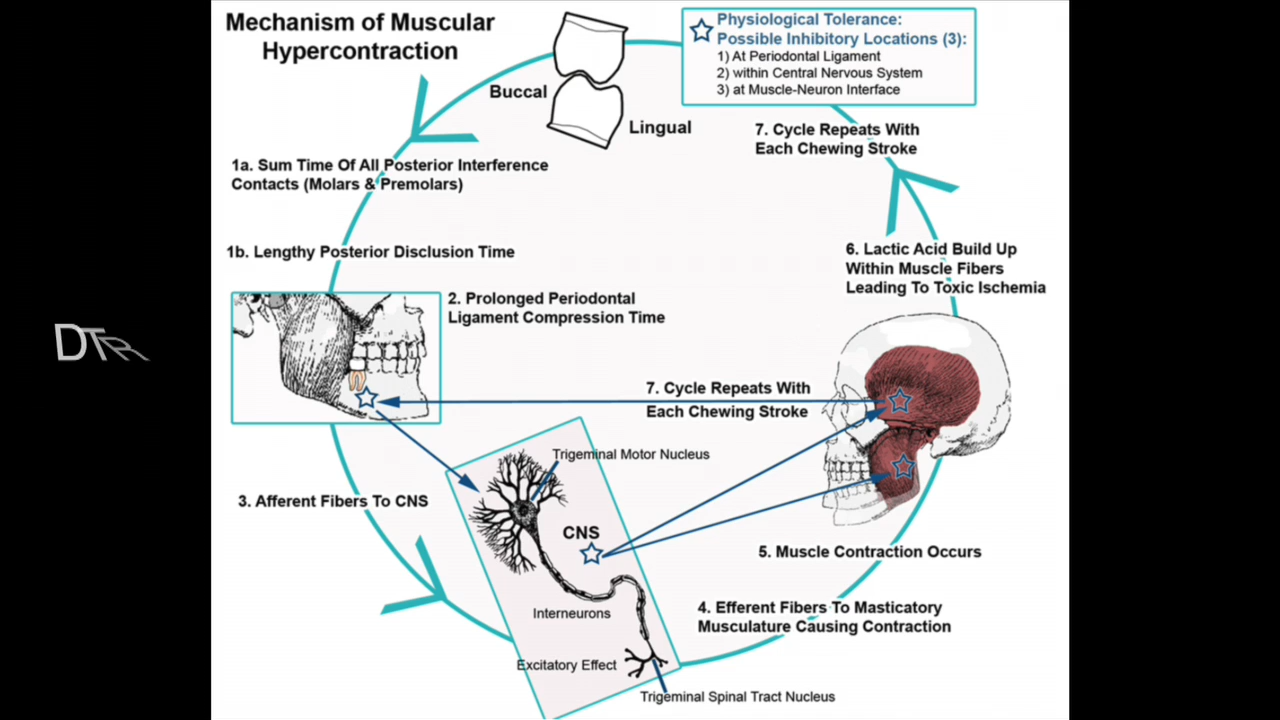 Mechanism of Muscular
Hypercontraction
Physiological Tolerance:
Possible Inhibitory Locations (3):
1) At Periodontal Ligament
2) within Central Nervous System
3) at Muscle-Neuron Interface
Buccal
Lingual
7. Cycle Repeats With
Each Chewing Stroke
1a. Sum Time Of All Posterior Interference
Contacts (Molars & Premolars)
1b. Lengthy Posterior Disclusion Time
6. Lactic Acid Build Up
Within Muscle Fibers
Leading To Toxic Ischemia
2. Prolonged Periodontal
Ligament Compression Time
DTR
7. Cycle Repeats With
Each Chewing Stroke
Trigeminal Motor Nucleus
3. Afferent Fibers To CNS
CNS
5. Muscle Contraction Occurs
Interneurons
4. Efferent Fibers To Masticatory
Musculature Causing Contraction
Excitatory Effect
Trigeminal Spinal Tract Nucleus